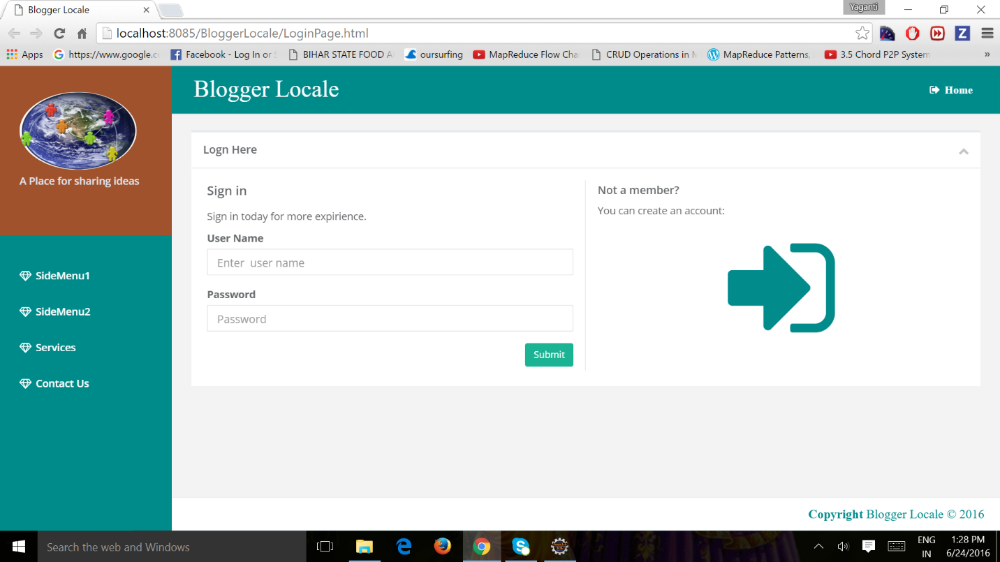 Blogger Locale
Yaganti
localhost:8085/BloggerLocale/LoginPage.html
Apps https://www.google.c Facebook - Log In or BIHAR STATE FOOD oursurfing MapReduce Flow Cha CRUD Operations in MapReduce Patterns, 3.5 Chord P2P System »
Blogger Locale
Home
A Place for sharing ideas
SideMenu1
SideMenu2
Services
Contact Us
Logn Here
Sign in
Sign in today for more expirience.
User Name
Enter user name
Password
Password
Submit
Not a member?
You can create an account:
Copyright Blogger Locale © 2016
Search the web and Windows
ENG
IN
1:28 PM
6/24/2016